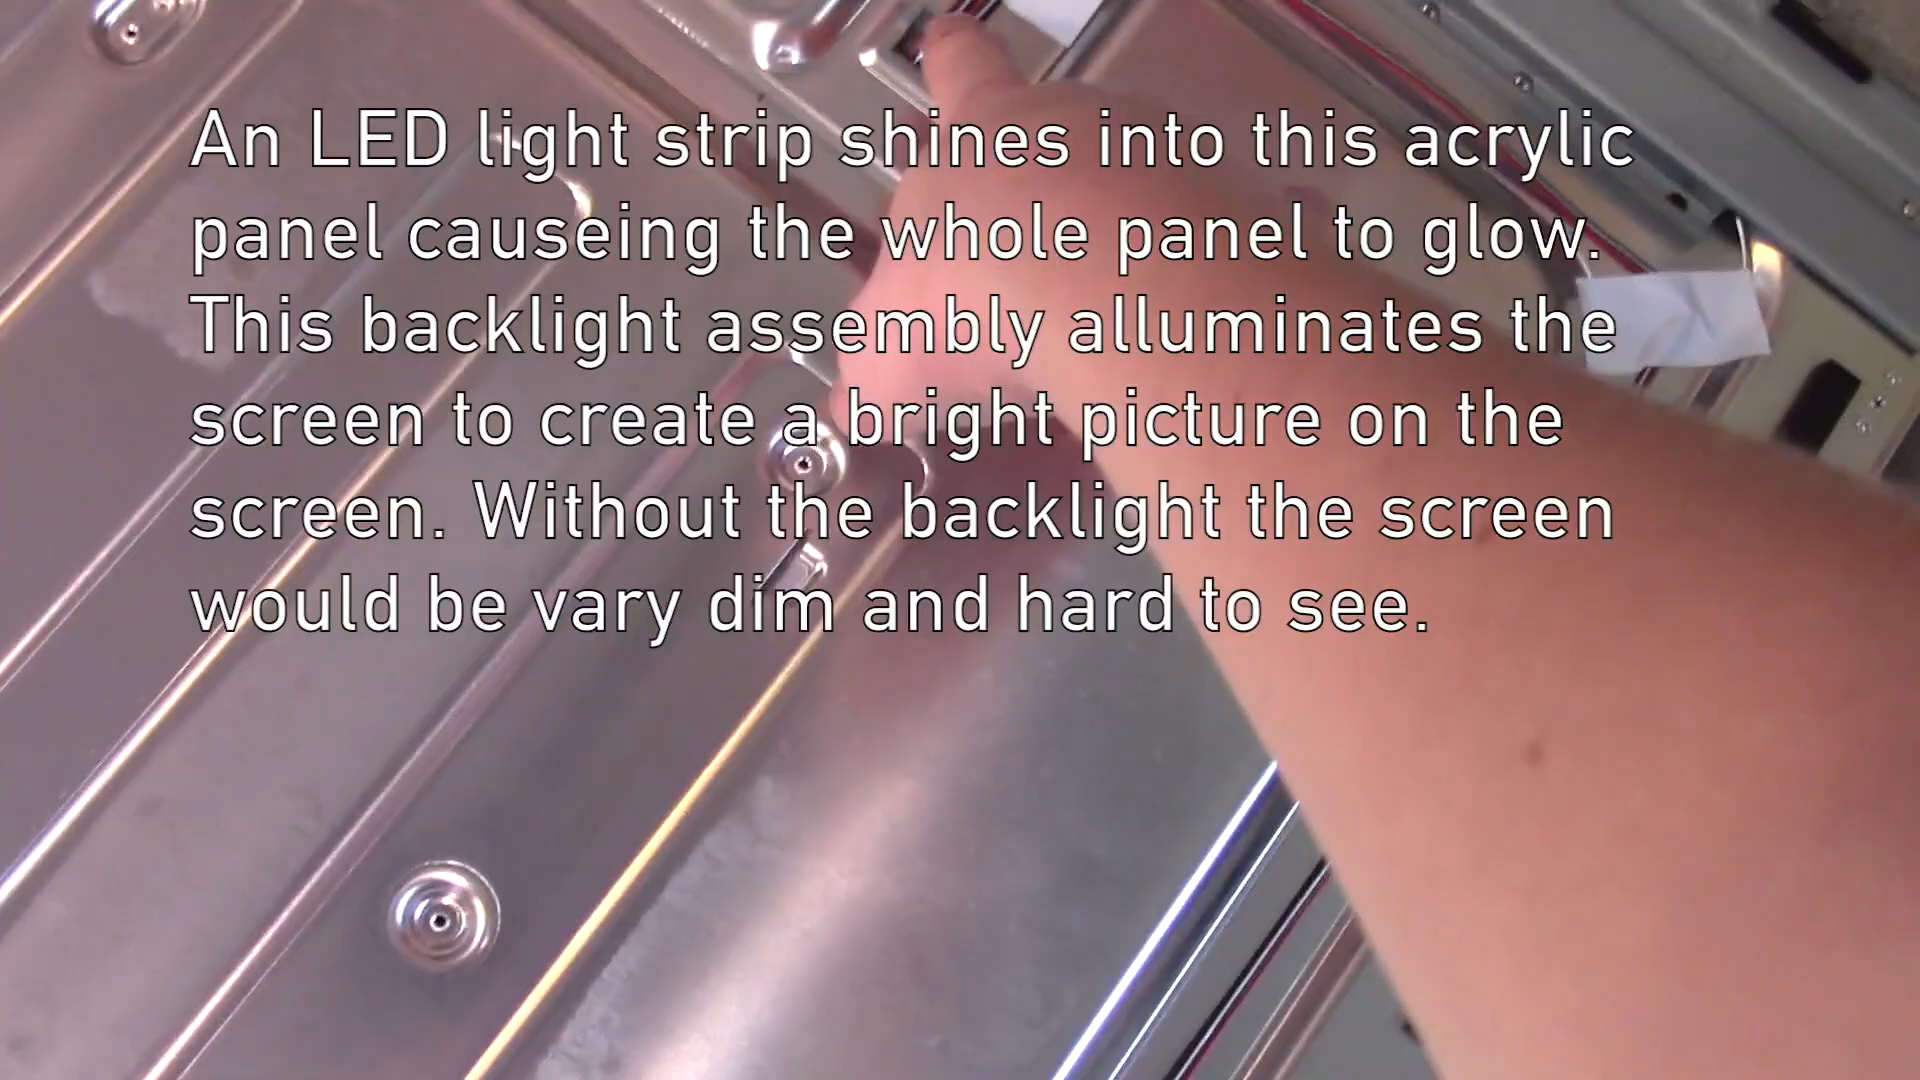 An LED light strip shines into this acrylic
panel causeing the whole panel to glow.
This backlight assembly alluminates the
screen to create a bright picture on the
screen. Without the backlight the screen
would be vary dim and hard to see.